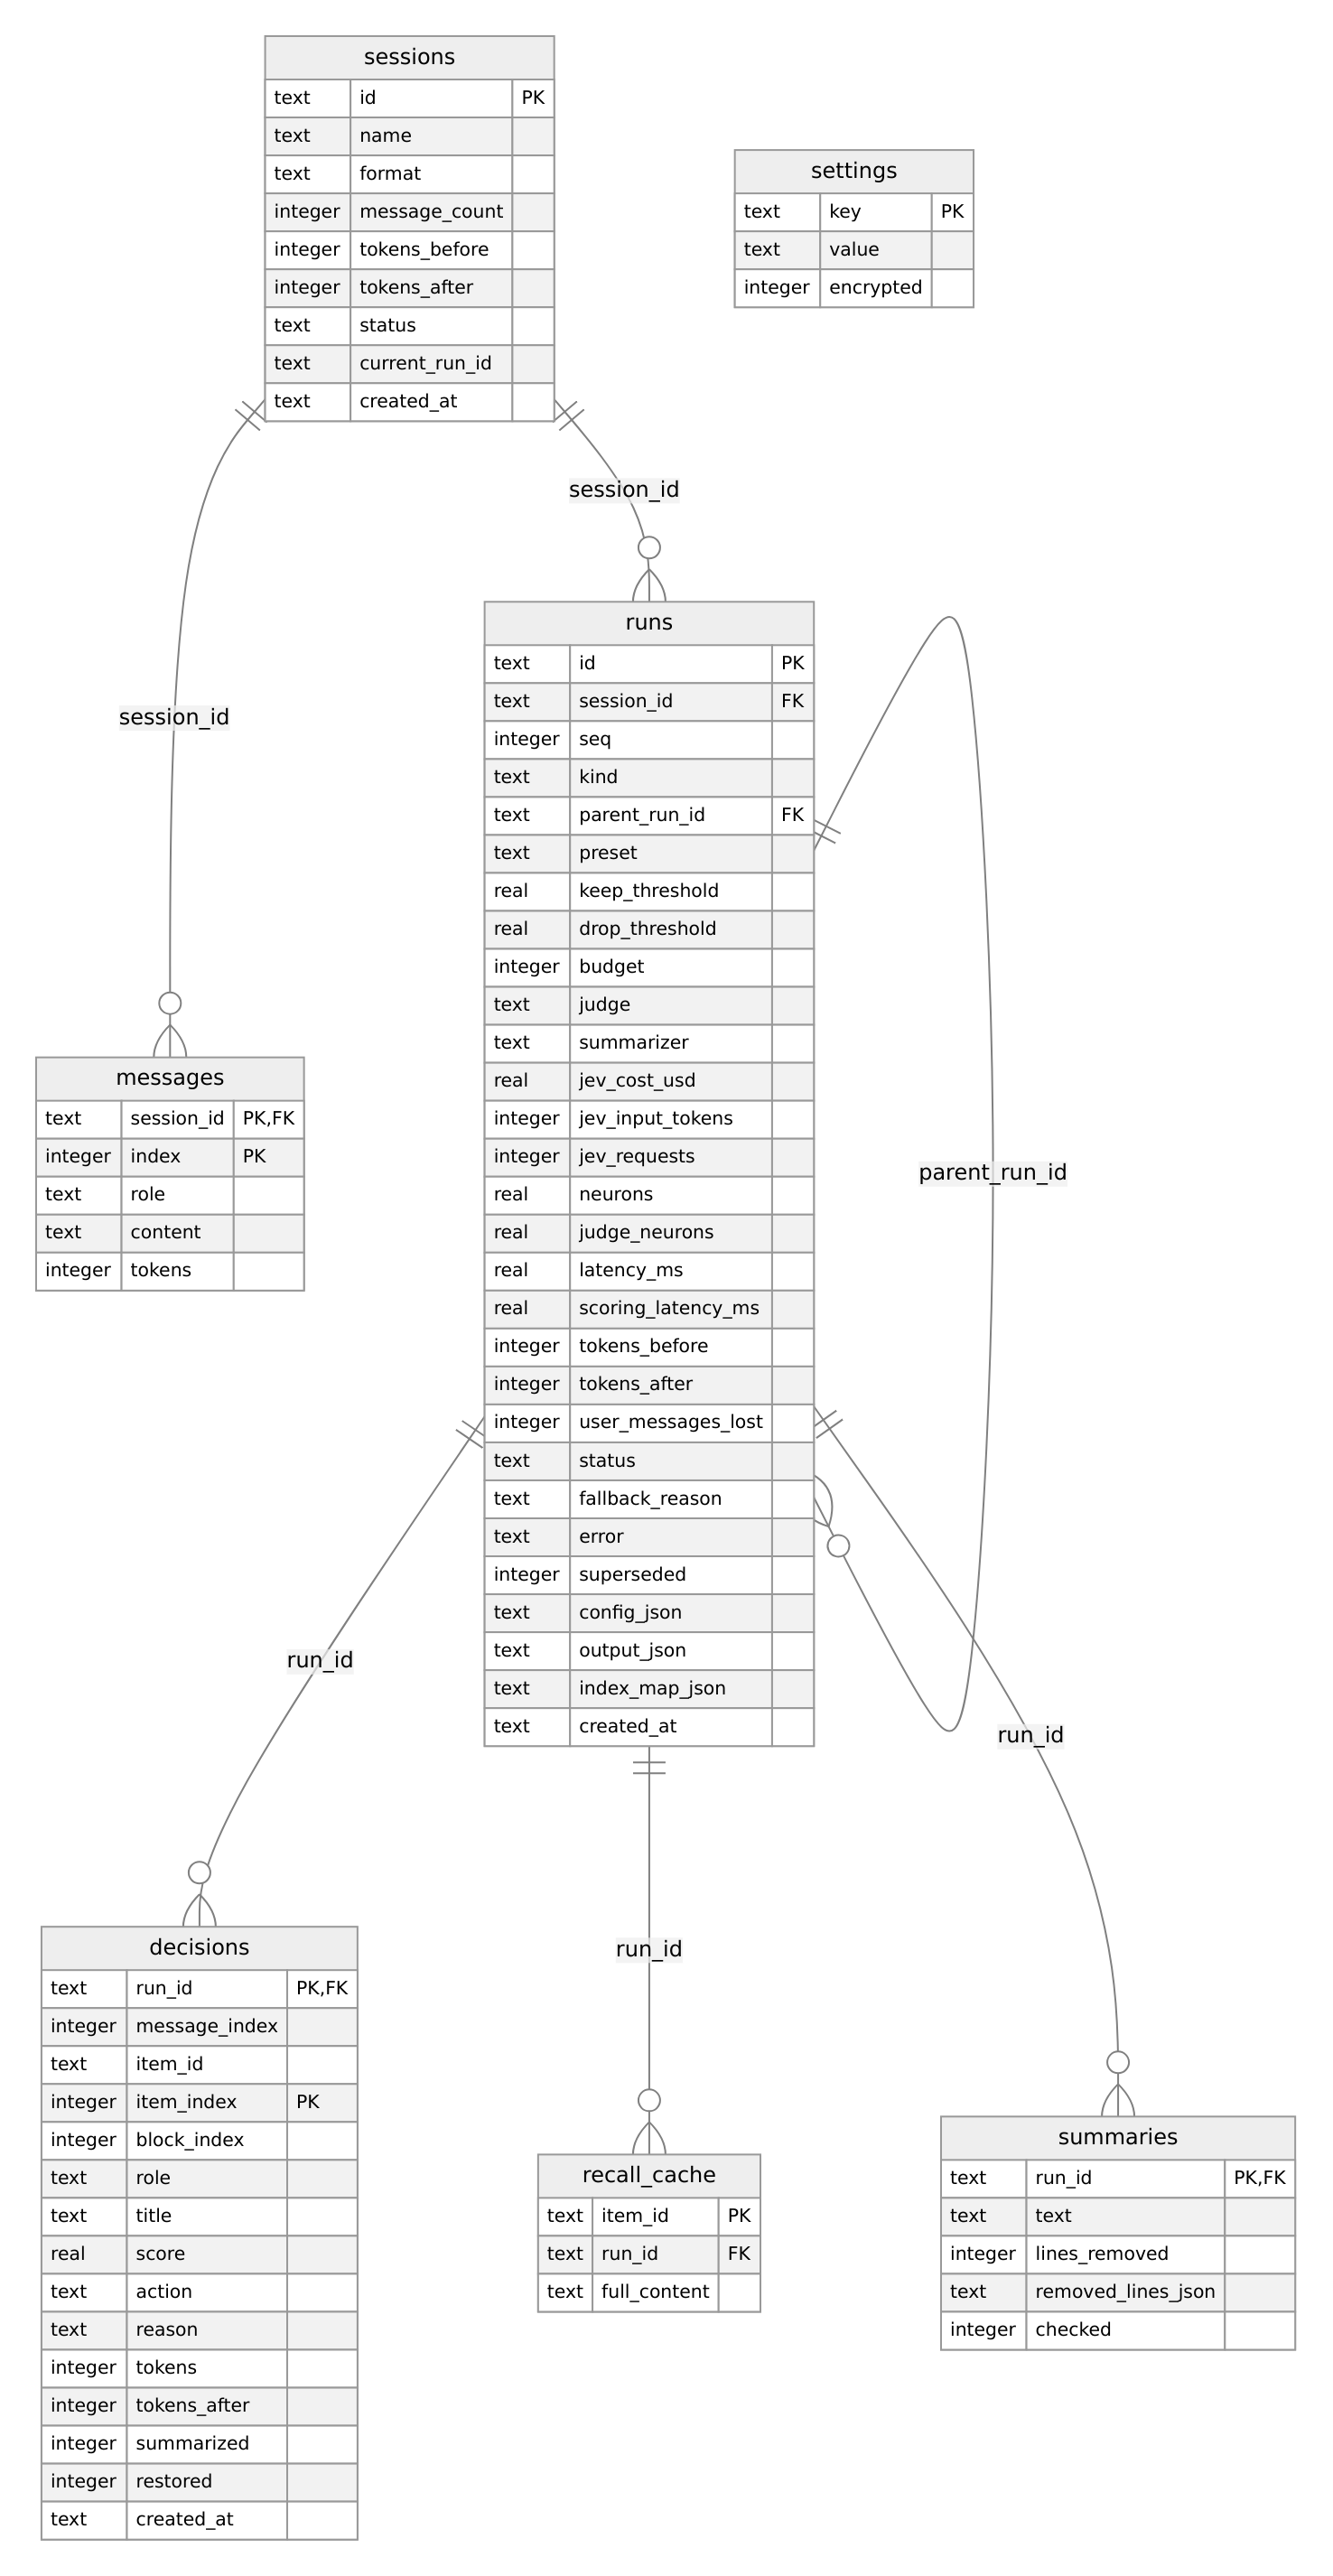 sessions
text id PK
text name
text format
integer message_count
integer tokens_before
integer tokens_after
text status
text current_run_id
text created_at
settings
text key PK
text value
integer encrypted
session_id
session_id
runs
text id PK
text session_id FK
integer seq
text kind
text parent_run_id FK
text preset
real keep_threshold
real drop_threshold
integer budget
text judge
text summarizer
real jev_cost_usd
integer jev_input_tokens
integer jev_requests
real neurons
real judge_neurons
real latency_ms
real scoring_latency_ms
integer tokens_before
integer tokens_after
integer user_messages_lost
text status
text fallback_reason
text error
integer superseded
text config_json
text output_json
text index_map_json
text created_at
parent_run_id
messages
text session_id PK,FK
integer index PK
text role
text content
integer tokens
run_id
run_id
run_id
decisions
text run_id PK,FK
integer message_index
text item_id
integer item_index PK
integer block_index
text role
text title
real score
text action
text reason
integer tokens
integer tokens_after
integer summarized
integer restored
text created_at
recall_cache
text item_id PK
text run_id FK
text full_content
summaries
text run_id PK,FK
text text
integer lines_removed
text removed_lines_json
integer checked